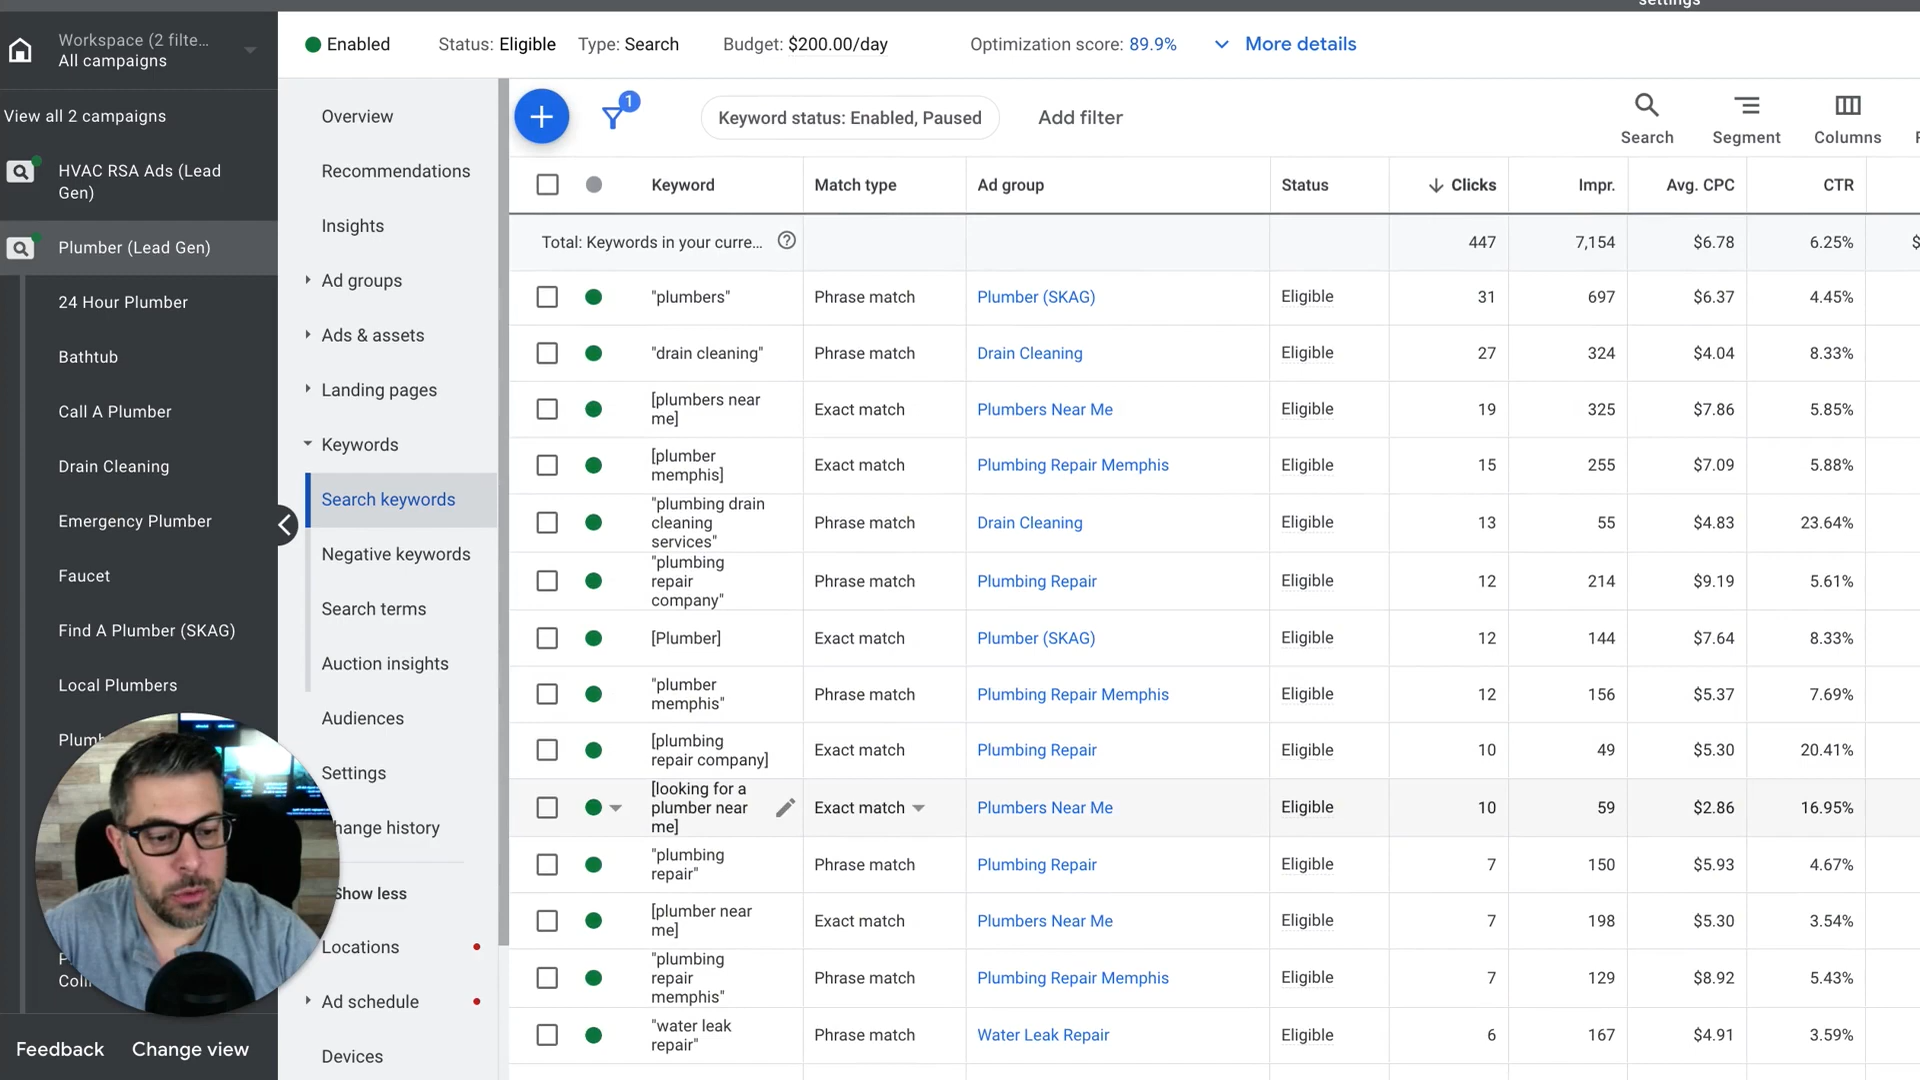 settings
Workspace (2 filte...
All campaigns
Enabled
Status: Eligible
Type: Search
Budget: $200.00/day
Optimization score: 89.9%
More details
View all 2 campaigns
HVAC RSA Ads (Lead
Gen)
Plumber (Lead Gen)
24 Hour Plumber
Bathtub
Call A Plumber
Drain Cleaning
Emergency Plumber
Faucet
Find A Plumber (SKAG)
Local Plumbers
Feedback
Change view
Overview
Recommendations
Insights
Ad groups
Ads & assets
Landing pages
Keywords
Search keywords
Negative keywords
Search terms
Auction insights
Audiences
Settings
hange history
Show less
Locations
Ad schedule
Devices
1
Keyword status: Enabled, Paused
Add filter
Search
Segment
Columns
Keyword Match type Ad group Status Clicks Impr. Avg. CPC CTR
Total: Keywords in your curre... 447 7,154 $6.78 6.25% $
"plumbers" Phrase match Plumber (SKAG) Eligible 31 697 $6.37 4.45%
"drain cleaning" Phrase match Drain Cleaning Eligible 27 324 $4.04 8.33%
[plumbers near
me] Exact match Plumbers Near Me Eligible 19 325 $7.86 5.85%
[plumber
memphis] Exact match Plumbing Repair Memphis Eligible 15 255 $7.09 5.88%
"plumbing drain
cleaning
services" Phrase match Drain Cleaning Eligible 13 55 $4.83 23.64%
"plumbing
repair
company" Phrase match Plumbing Repair Eligible 12 214 $9.19 5.61%
[Plumber] Exact match Plumber (SKAG) Eligible 12 144 $7.64 8.33%
"plumber
memphis" Phrase match Plumbing Repair Memphis Eligible 12 156 $5.37 7.69%
[plumbing
repair company] Exact match Plumbing Repair Eligible 10 49 $5.30 20.41%
[looking for a
plumber near
me] Exact match Plumbers Near Me Eligible 10 59 $2.86 16.95%
"plumbing
repair" Phrase match Plumbing Repair Eligible 7 150 $5.93 4.67%
[plumber near
me] Exact match Plumbers Near Me Eligible 7 198 $5.30 3.54%
"plumbing
repair
memphis" Phrase match Plumbing Repair Memphis Eligible 7 129 $8.92 5.43%
"water leak
repair" Phrase match Water Leak Repair Eligible 6 167 $4.91 3.59%